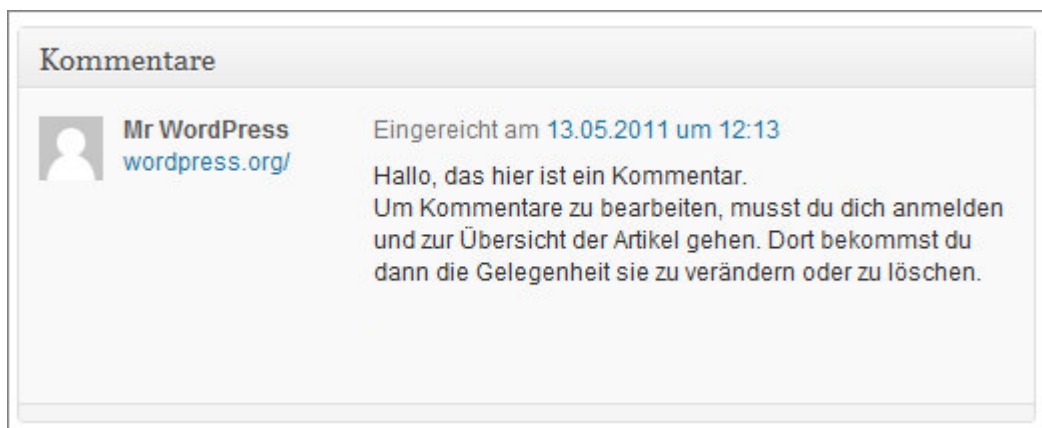 Kommentare
Mr WordPress
wordpress.org/
Eingereicht am 13.05.2011 um 12:13
Hallo, das hier ist ein Kommentar.
Um Kommentare zu bearbeiten, musst du dich anmelden
und zur Übersicht der Artikel gehen. Dort bekommst du
dann die Gelegenheit sie zu verändern oder zu löschen.